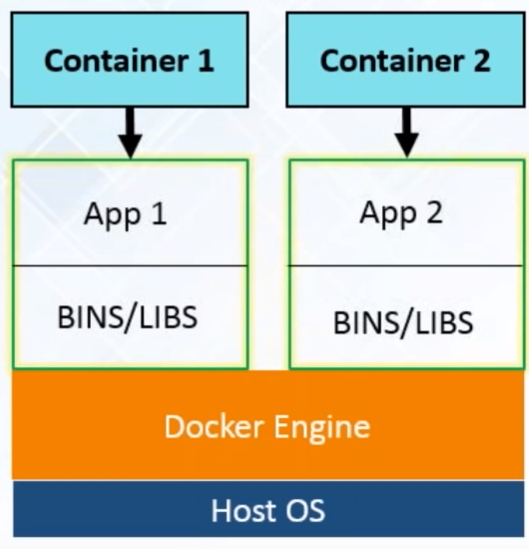 Container 1
Container 2
App 1
App 2
BINS/LIBS
BINS/LIBS
Docker Engine
Host OS